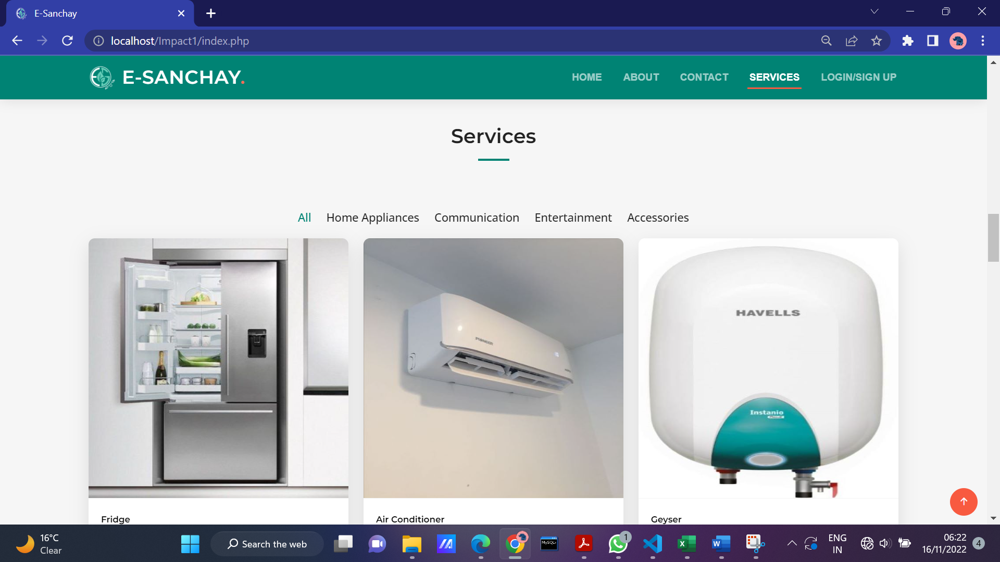 E-Sanchay
localhost/Impact1/index.php
E-SANCHAY.
HOME ABOUT CONTACT SERVICES LOGIN/SIGN UP
Services
All Home Appliances Communication Entertainment Accessories
PIONEER
HAVELLS
Instanio
Fridge
Air Conditioner
Geyser
16°C
Clear
Search the web
MySQL>
1
X
W
ENG
IN
06:22
16/11/2022
4